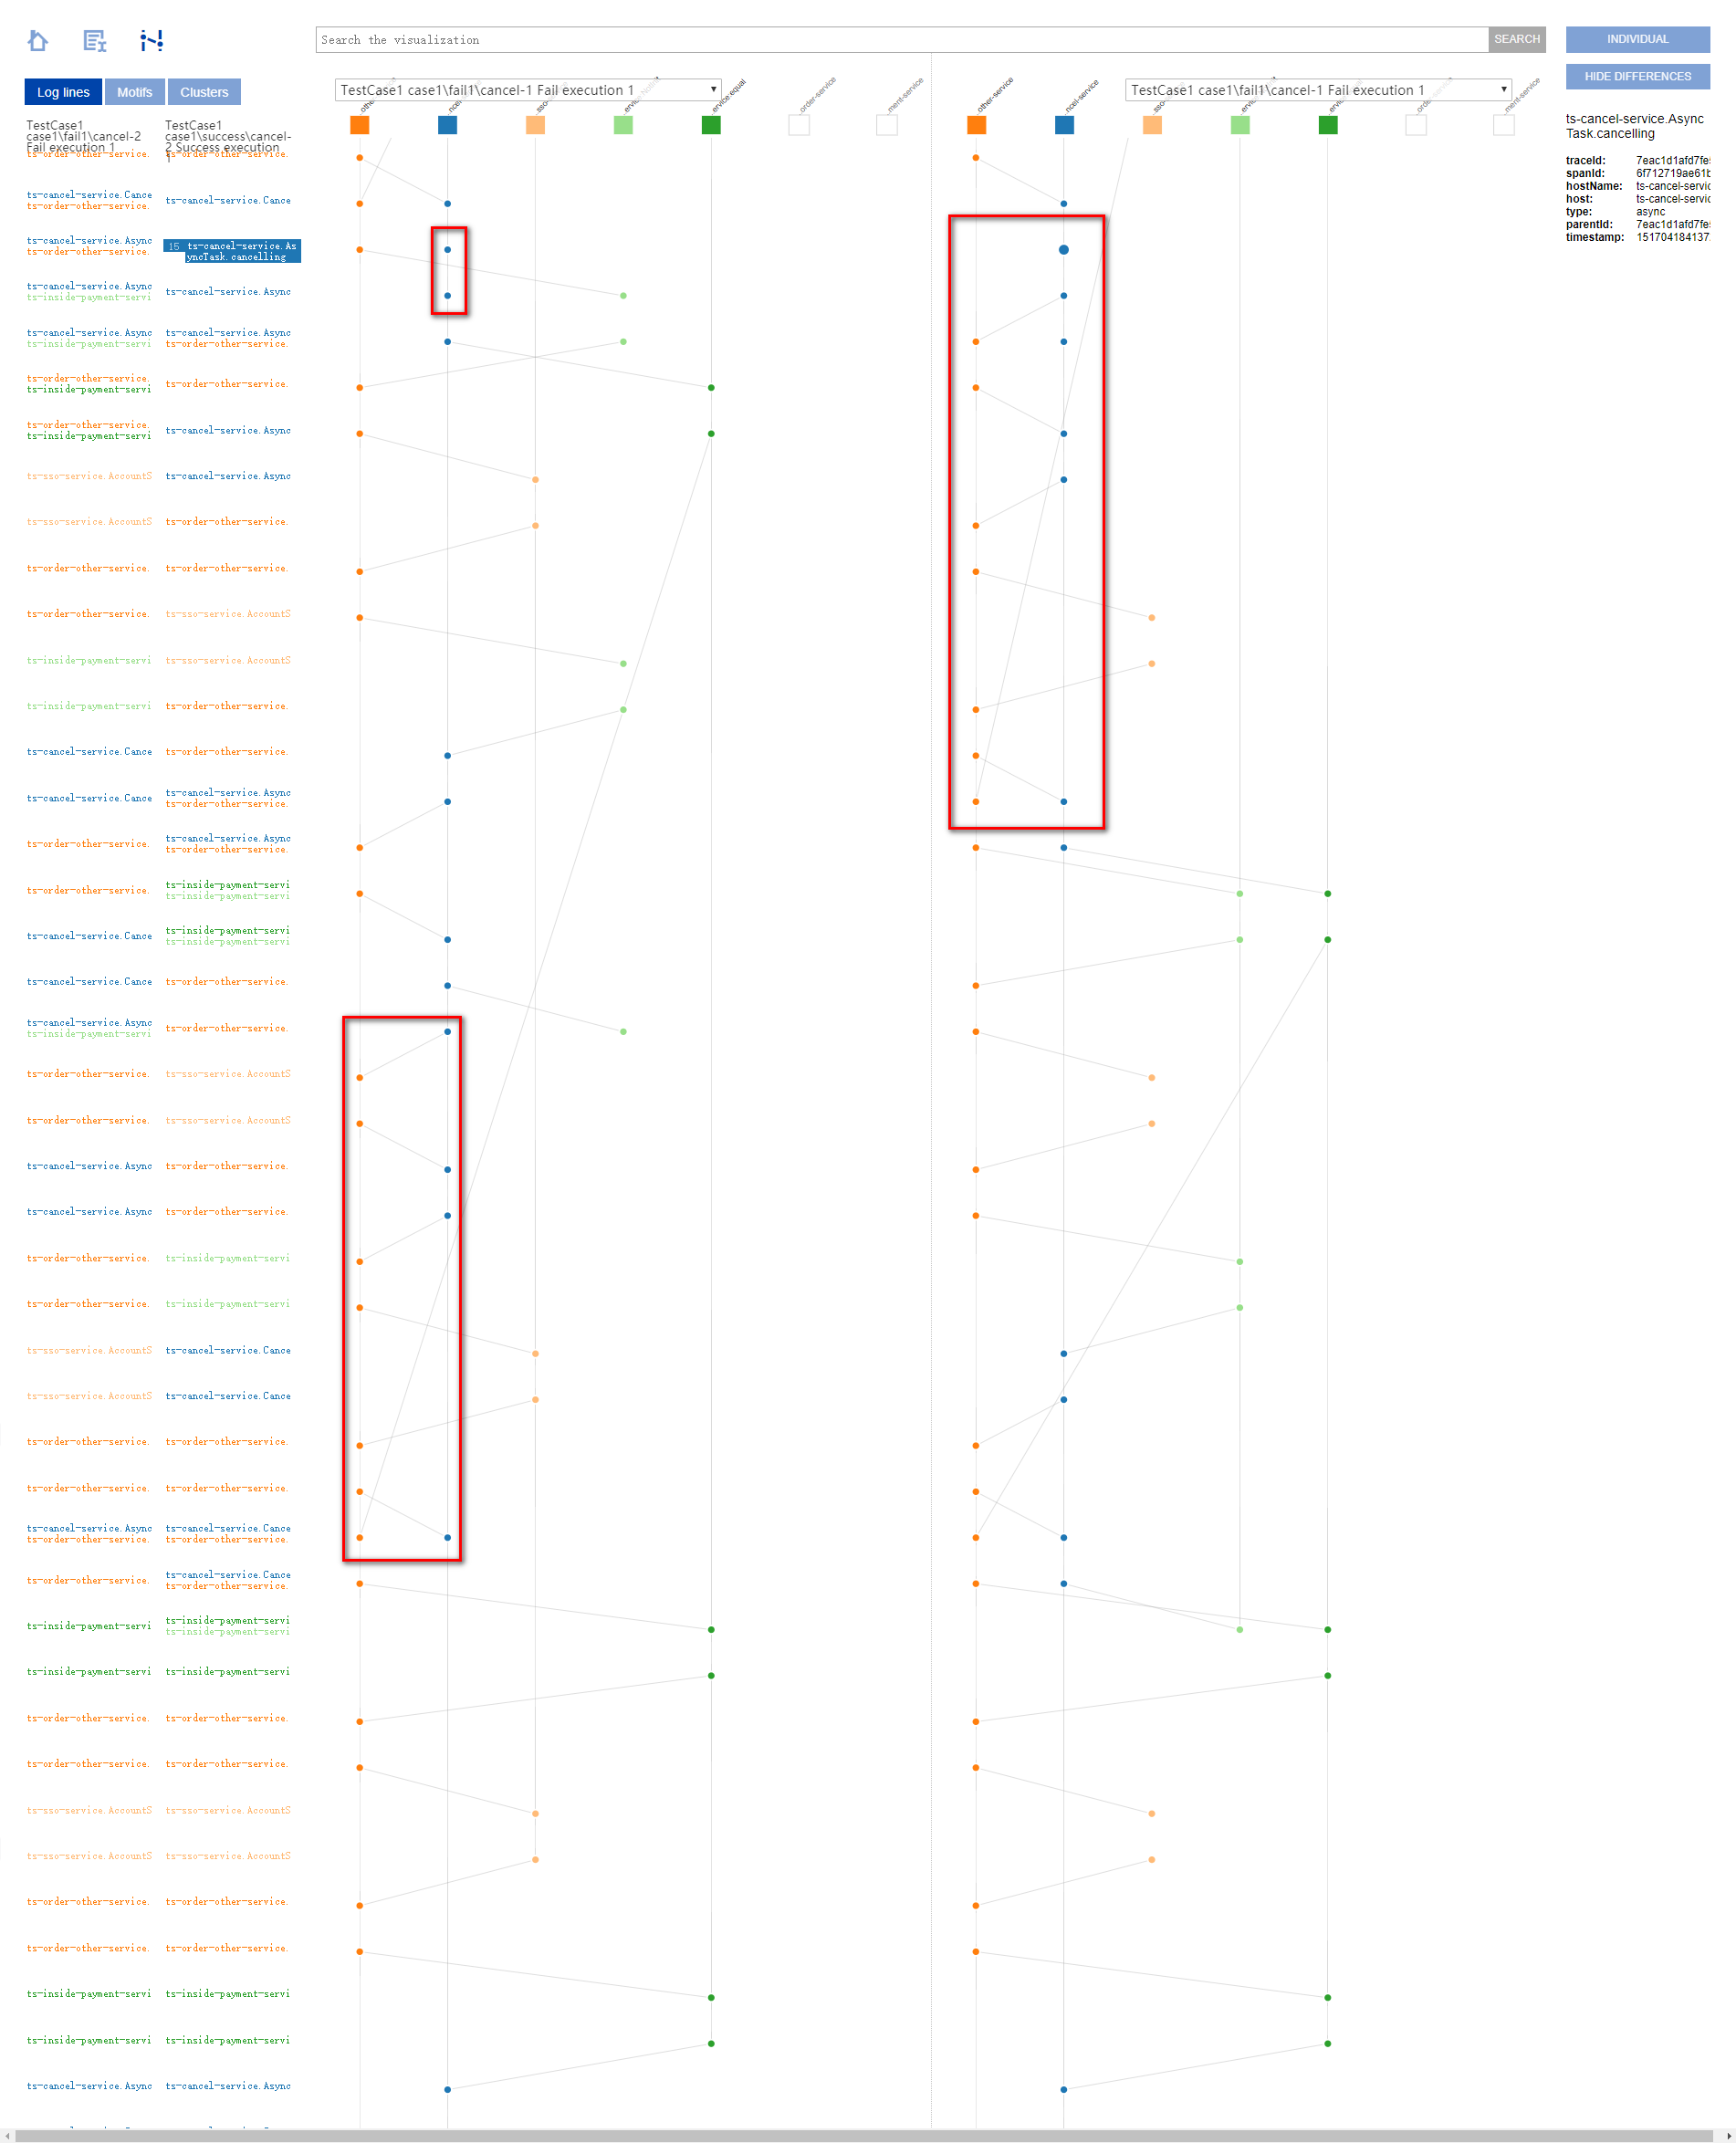 Search the visualization
SEARCH
INDIVIDUAL
HIDE DIFFERENCES
Log lines
Motifs
Clusters
TestCase1 case1\fail1\cancel-1 Fail execution 1
TestCase1 case1\fail1\cancel-1 Fail execution 1
order-service
ment-service
other-service
ncel-service
ment-service
TestCase1
case1\fail1\cancel-2
Fail execution 1
TestCase1
case1\success\cancel-
2 Success execution
1
ts-order-other-service.
ts-order-other-service.
ts-cancel-service.Cance
ts-order-other-service.
ts-cancel-service.Cance
ts-cancel-service.Async
ts-order-other-service.
15 ts-cancel-service.As
yncTask.cancelling
ts-cancel-service.Async
ts-inside-payment-servi
ts-cancel-service.Async
ts-cancel-service.Async
ts-inside-payment-servi
ts-cancel-service.Async
ts-order-other-service.
ts-order-other-service.
ts-inside-payment-servi
ts-order-other-service.
ts-order-other-service.
ts-inside-payment-servi
ts-cancel-service.Async
ts-sso-service.AccountS
ts-cancel-service.Async
ts-sso-service.AccountS
ts-order-other-service.
ts-order-other-service.
ts-order-other-service.
ts-order-other-service.
ts-sso-service.AccountS
ts-inside-payment-servi
ts-sso-service.AccountS
ts-inside-payment-servi
ts-order-other-service.
ts-cancel-service.Cance
ts-order-other-service.
ts-cancel-service.Cance
ts-cancel-service.Async
ts-order-other-service.
ts-order-other-service.
ts-cancel-service.Async
ts-order-other-service.
ts-order-other-service.
ts-inside-payment-servi
ts-inside-payment-servi
ts-cancel-service.Cance
ts-inside-payment-servi
ts-inside-payment-servi
ts-cancel-service.Cance
ts-order-other-service.
ts-cancel-service.Async
ts-inside-payment-servi
ts-order-other-service.
ts-order-other-service.
ts-sso-service.AccountS
ts-order-other-service.
ts-sso-service.AccountS
ts-cancel-service.Async
ts-order-other-service.
ts-cancel-service.Async
ts-order-other-service.
ts-order-other-service.
ts-inside-payment-servi
ts-order-other-service.
ts-inside-payment-servi
ts-sso-service.AccountS
ts-cancel-service.Cance
ts-sso-service.AccountS
ts-cancel-service.Cance
ts-order-other-service.
ts-order-other-service.
ts-order-other-service.
ts-order-other-service.
ts-cancel-service.Async
ts-order-other-service.
ts-cancel-service.Cance
ts-order-other-service.
ts-order-other-service.
ts-cancel-service.Cance
ts-order-other-service.
ts-inside-payment-servi
ts-inside-payment-servi
ts-inside-payment-servi
ts-inside-payment-servi
ts-inside-payment-servi
ts-order-other-service.
ts-order-other-service.
ts-order-other-service.
ts-order-other-service.
ts-sso-service.AccountS
ts-sso-service.AccountS
ts-sso-service.AccountS
ts-sso-service.AccountS
ts-order-other-service.
ts-order-other-service.
ts-order-other-service.
ts-order-other-service.
ts-inside-payment-servi
ts-inside-payment-servi
ts-inside-payment-servi
ts-inside-payment-servi
ts-cancel-service.Async
ts-cancel-service.Async
ts-cancel-service.Async
Task.cancelling
traceId: 7eac1d1afd7fe
spanId: 6f712719ae61b
hostName: ts-cancel-servic
host: ts-cancel-servic
type: async
parentId: 7eac1d1afd7fe
timestamp: 151704184137